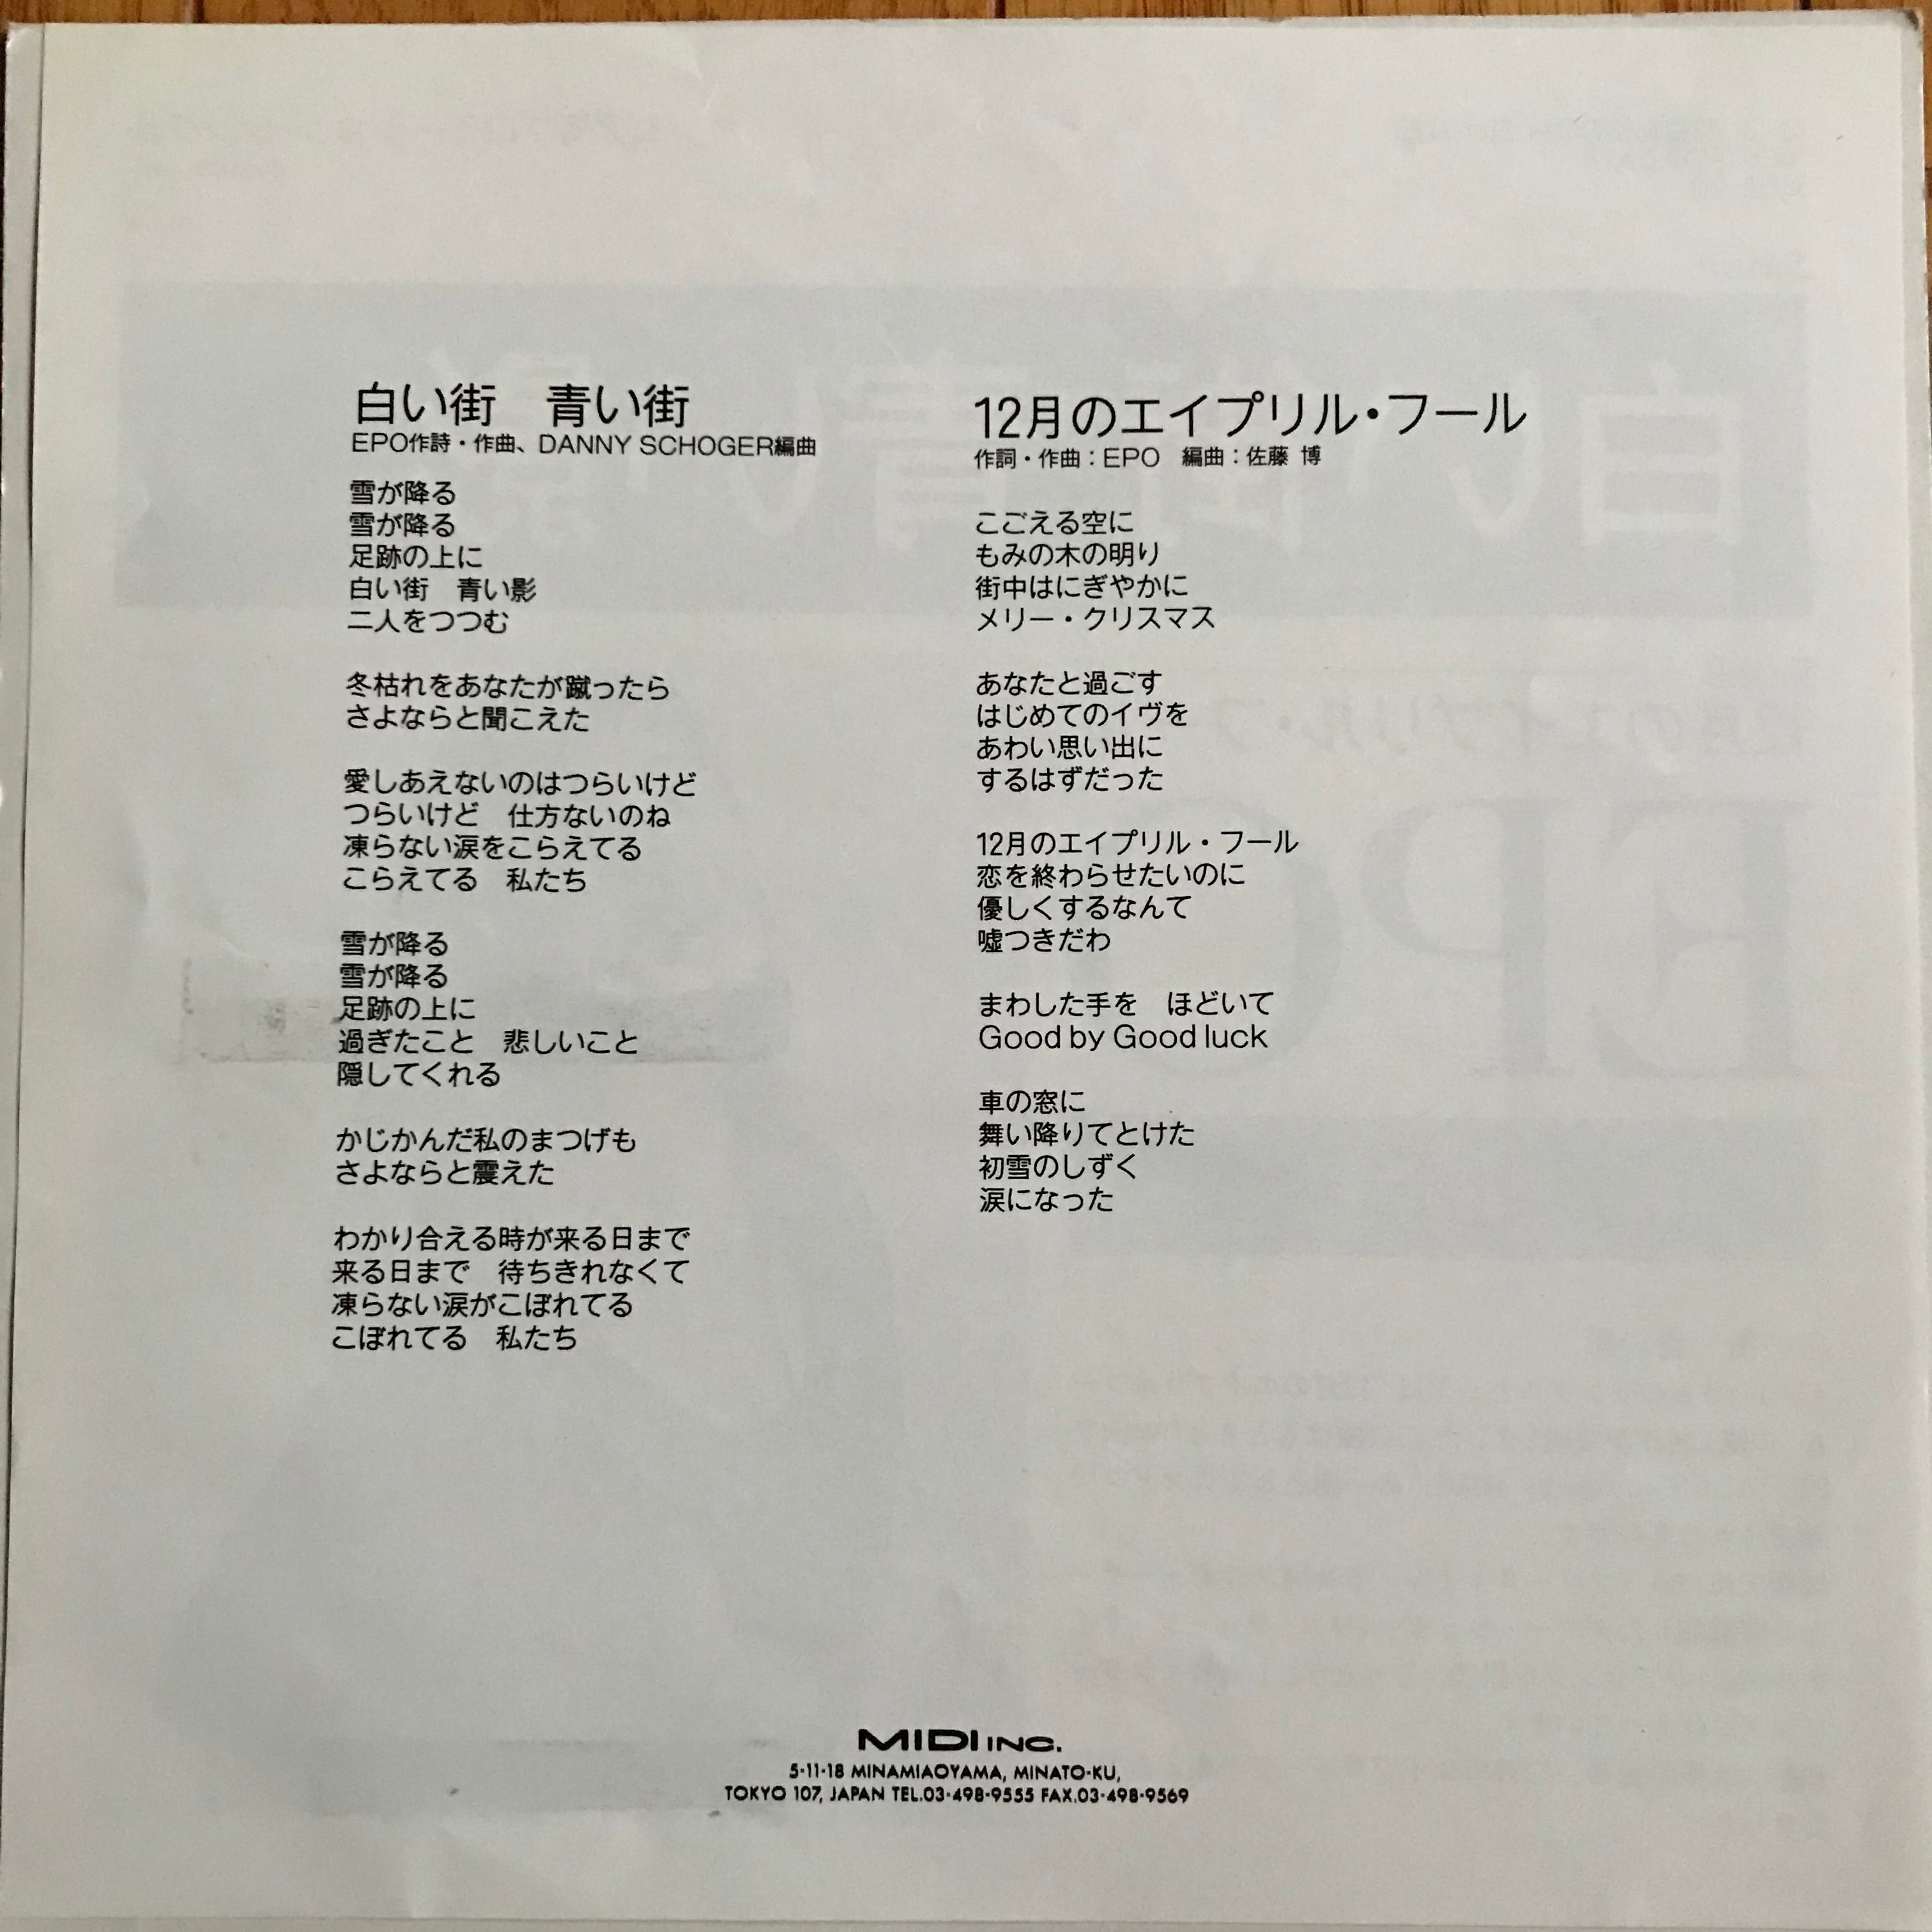 白い街　青い街
EPO作詩・作曲、DANNY SCHOGER編曲
雪が降る
雪が降る
足跡の上に
白い街　青い影
二人をつつむ
冬枯れをあなたが蹴ったら
さよならと聞こえた
愛しあえないのはつらいけど
つらいけど　仕方ないのね
凍らない涙をこらえてる
こらえてる　私たち
雪が降る
雪が降る
足跡の上に
過ぎたこと　悲しいこと
隠してくれる
かじかんだ私のまつげも
さよならと震えた
わかり合える時が来る日まで
来る日まで　待ちきれなくて
凍らない涙がこぼれてる
こぼれてる　私たち
12月のエイプリル・フール
作詞・作曲：EPO　編曲：佐藤 博
こごえる空に
もみの木の明り
街中はにぎやかに
メリー・クリスマス
あなたと過ごす
はじめてのイヴを
あわい思い出に
するはずだった
12月のエイプリル・フール
恋を終わらせたいのに
優しくするなんて
嘘つきだわ
まわした手を　ほどいて
Good by Good luck
車の窓に
舞い降りてとけた
初雪のしずく
涙になった
MIDI INC.
5-11-18 MINAMIAOYAMA, MINATO-KU,
TOKYO 107, JAPAN TEL.03-498-9555 FAX.03-498-9569